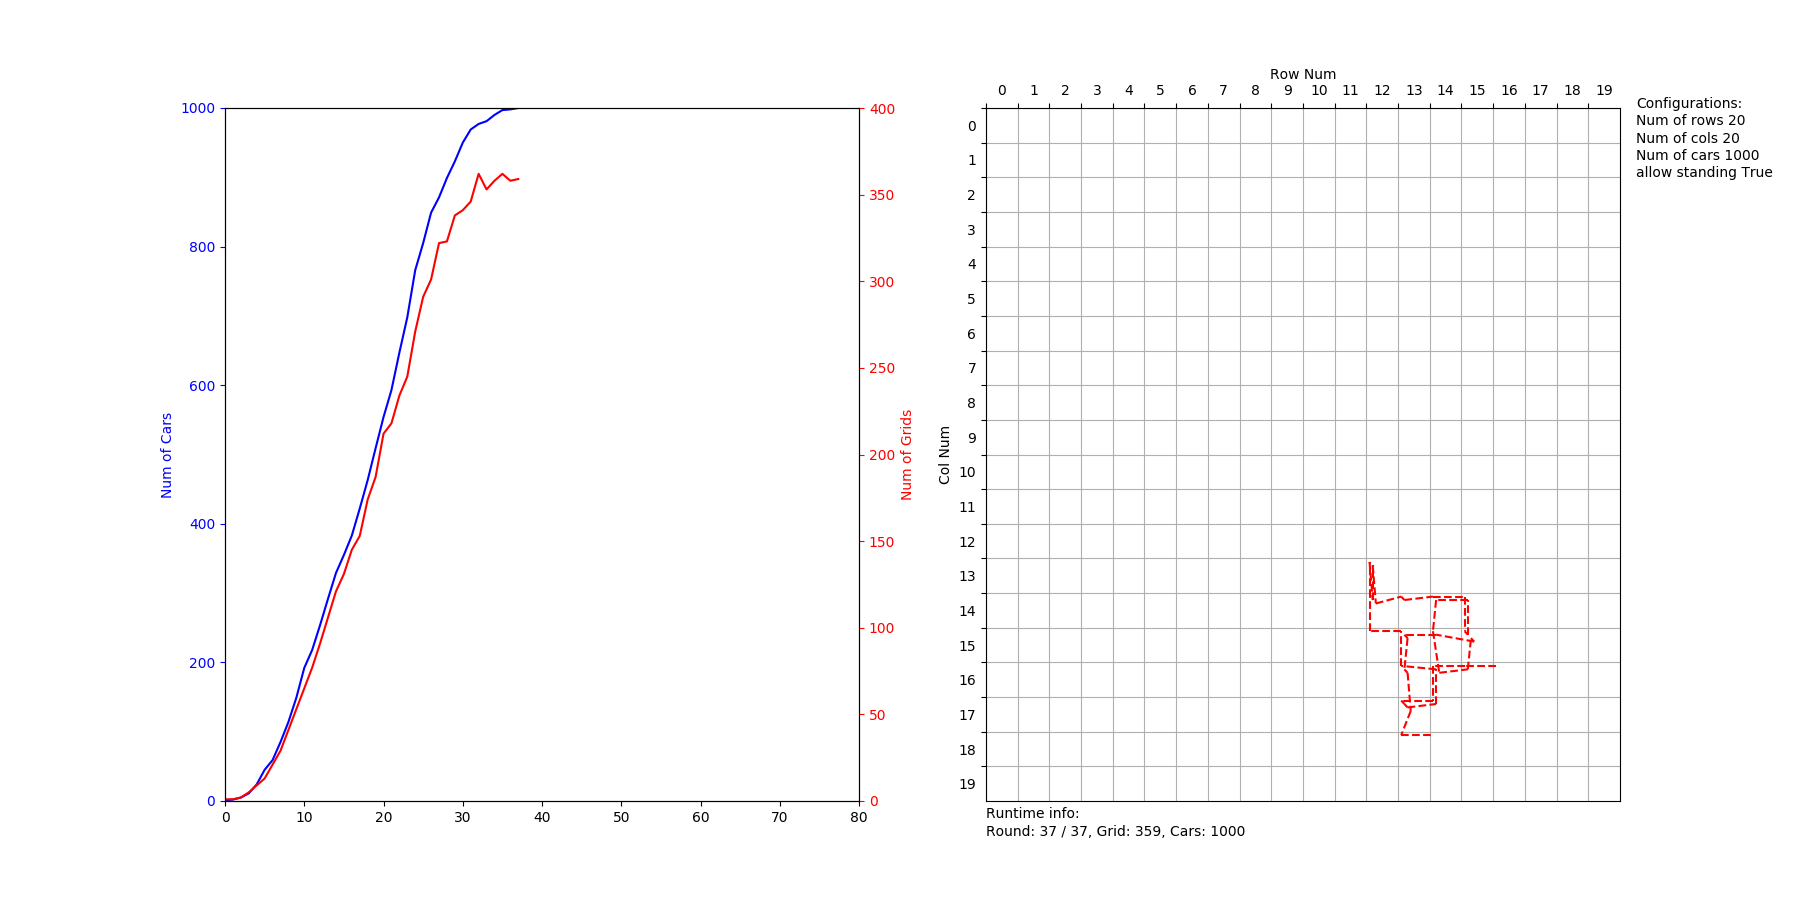 Row Num
0 1 2 3 4 5 6 7 8 9 10 11 12 13 14 15 16 17 18 19
Configurations:
Num of rows 20
Num of cols 20
Num of cars 1000
allow standing True
1000
800
600
400
200
0
Num of Cars
0 10 20 30 40 50 60 70 80
400
350
300
250
200
150
100
50
0
Num of Grids
Col Num
0
1
2
3
4
5
6
7
8
9
10
11
12
13
14
15
16
17
18
19
Runtime info:
Round: 37 / 37, Grid: 359, Cars: 1000